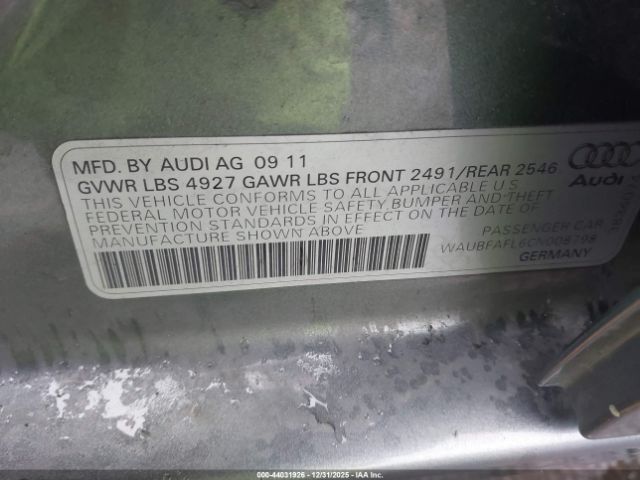 MFD. BY AUDI AG 09 11
GVWR LBS 4927 GAWR LBS FRONT 2491/REAR 2546
THIS VEHICLE CONFORMS TO ALL APPLICABLE U S
FEDERAL MOTOR VEHICLE SAFETY,BUMPER AND THEFT
PREVENTION STANDARDS IN EFFECT ON THE DATE OF
MANUFACTURE SHOWN ABOVE
PASSENGER CAR
WAUBFAFL6CN008798
GERMANY
Audi
000-44031926 - 12/31/2025 - IAAI.com